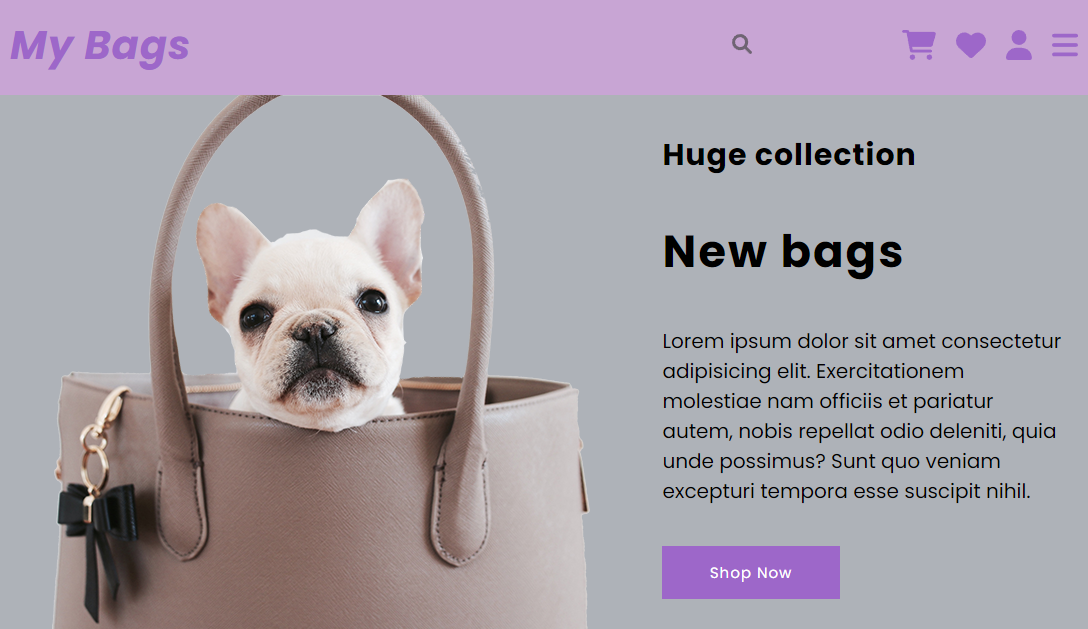 My Bags
Huge collection
New bags
Lorem ipsum dolor sit amet consectetur
adipisicing elit. Exercitationem
molestiae nam officiis et pariatur
autem, nobis repellat odio deleniti, quia
unde possimus? Sunt quo veniam
excepturi tempora esse suscipit nihil.
Shop Now